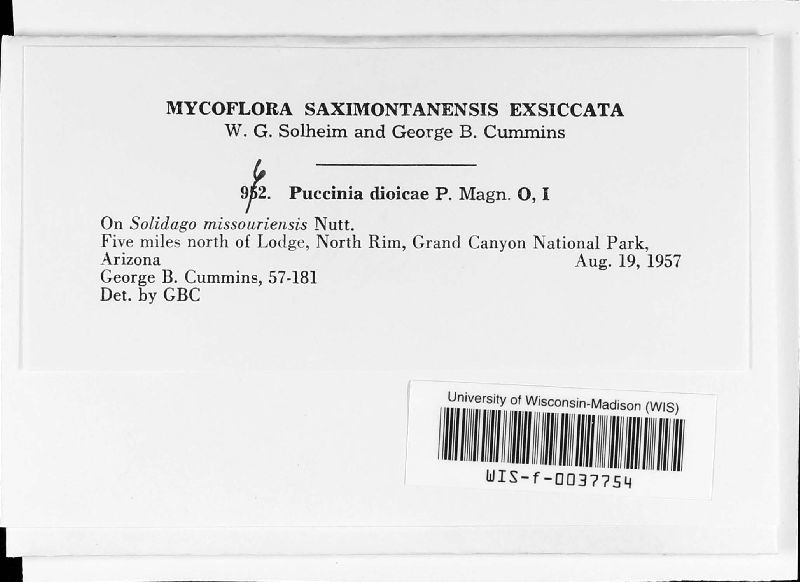 MYCOFLORA SAXIMONTANENSIS EXSICCATA
W. G. Solheim and George B. Cummins
962. Puccinia dioicae P. Magn. O, I
On Solidago missouriensis Nutt.
Five miles north of Lodge, North Rim, Grand Canyon National Park,
Arizona Aug. 19, 1957
George B. Cummins, 57-181
Det. by GBC
University of Wisconsin-Madison (WIS)
WIS-f-0037754